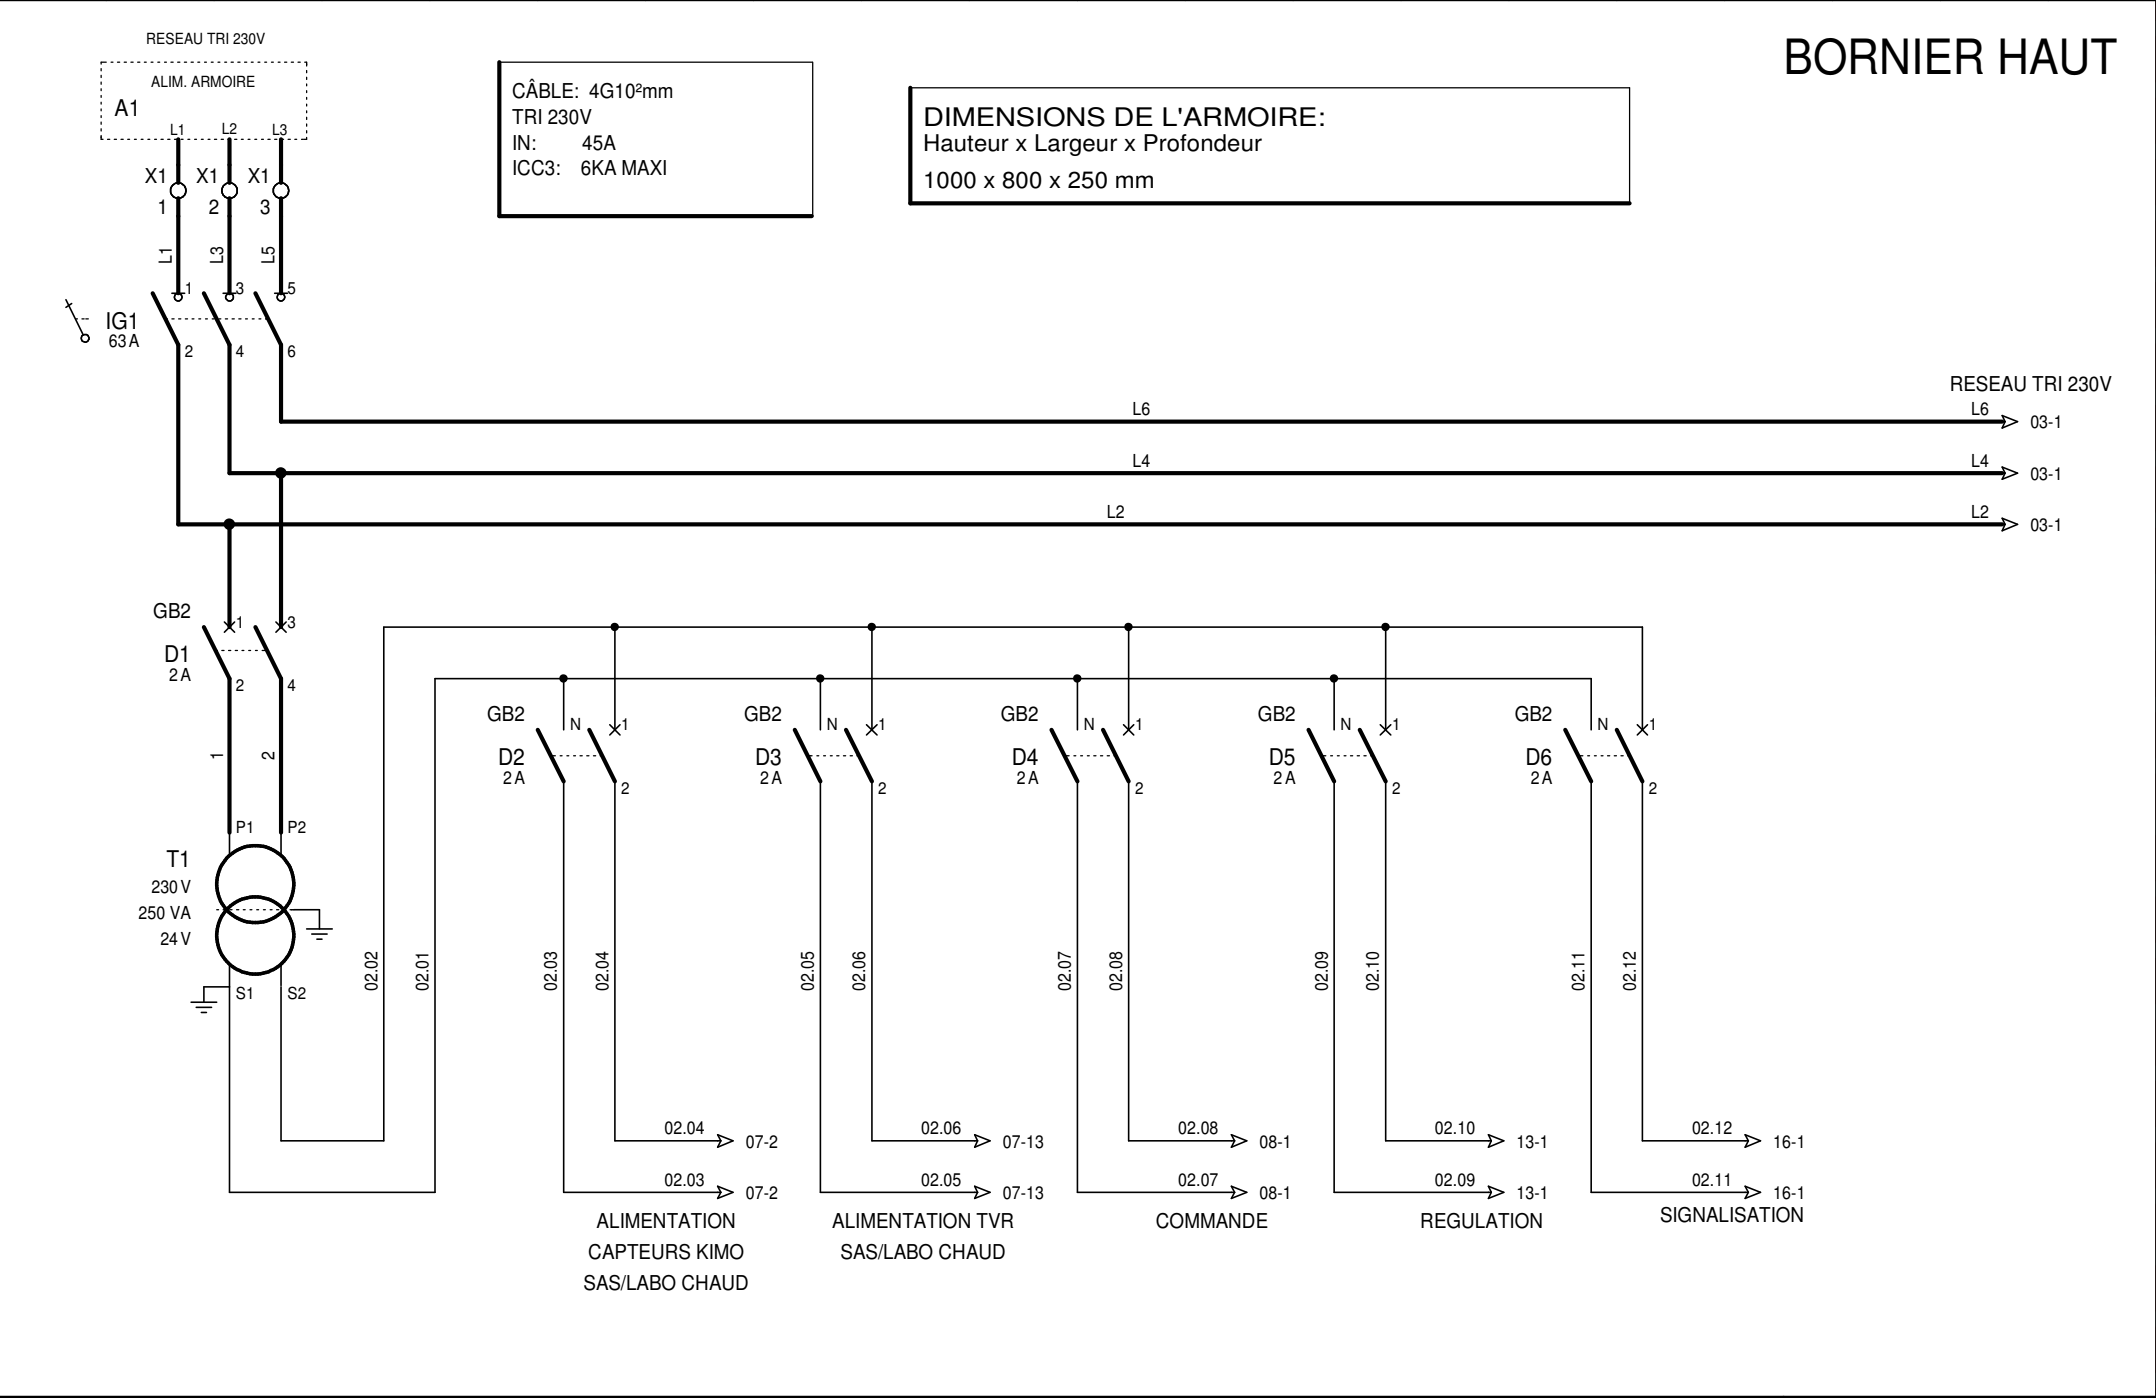 BORNIER HAUT
RESEAU TRI 230V
ALIM. ARMOIRE
A1
L1 L2 L3
X1 X1 X1
1 2 3
L1 L3 L5
CÂBLE: 4G10²mm
TRI 230V
IN: 45A
ICC3: 6KA MAXI
DIMENSIONS DE L'ARMOIRE:
Hauteur x Largeur x Profondeur
1000 x 800 x 250 mm
1 3 5
IG1
63 A
2 4 6
RESEAU TRI 230V
L6 L6 03-1
L4 L4 03-1
L2 L2 03-1
GB2
1 3
D1
2 A
2 4
1 2
P1 P2
T1
230 V
250 VA
24 V
S1 S2
02.02 02.01
GB2 N 1
D2
2 A
2
GB2 N 1
D3
2 A
2
GB2 N 1
D4
2 A
2
GB2 N 1
D5
2 A
2
GB2 N 1
D6
2 A
2
02.03 02.04 02.05 02.06 02.07 02.08 02.09 02.10 02.11 02.12
02.04 07-2
02.03 07-2
ALIMENTATION
CAPTEURS KIMO
SAS/LABO CHAUD
02.06 07-13
02.05 07-13
ALIMENTATION TVR
SAS/LABO CHAUD
02.08 08-1
02.07 08-1
COMMANDE
02.10 13-1
02.09 13-1
REGULATION
02.12 16-1
02.11 16-1
SIGNALISATION